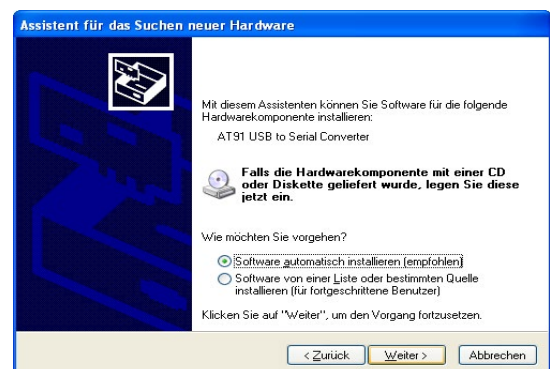 Assistent für das Suchen neuer Hardware
Mit diesem Assistenten können Sie Software für die folgende
Hardwarekomponente installieren:
AT91 USB to Serial Converter
Falls die Hardwarekomponente mit einer CD
oder Diskette geliefert wurde, legen Sie diese
jetzt ein.
Wie möchten Sie vorgehen?
Software automatisch installieren (empfohlen)
Software von einer Liste oder bestimmten Quelle
installieren (für fortgeschrittene Benutzer)
Klicken Sie auf "Weiter", um den Vorgang fortzusetzen.
< Zurück Weiter > Abbrechen